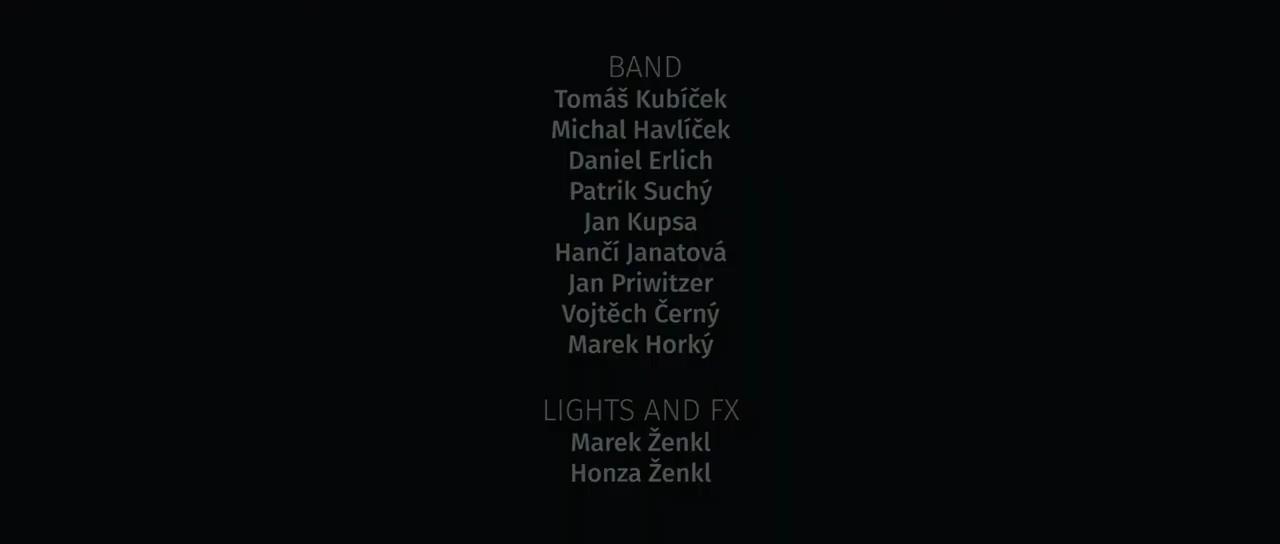 BAND
Tomáš Kubíček
Michal Havlíček
Daniel Erlich
Patrik Suchý
Jan Kupsa
Hančí Janatová
Jan Priwitzer
Vojtěch Černý
Marek Horký
LIGHTS AND FX
Marek Ženkl
Honza Ženkl